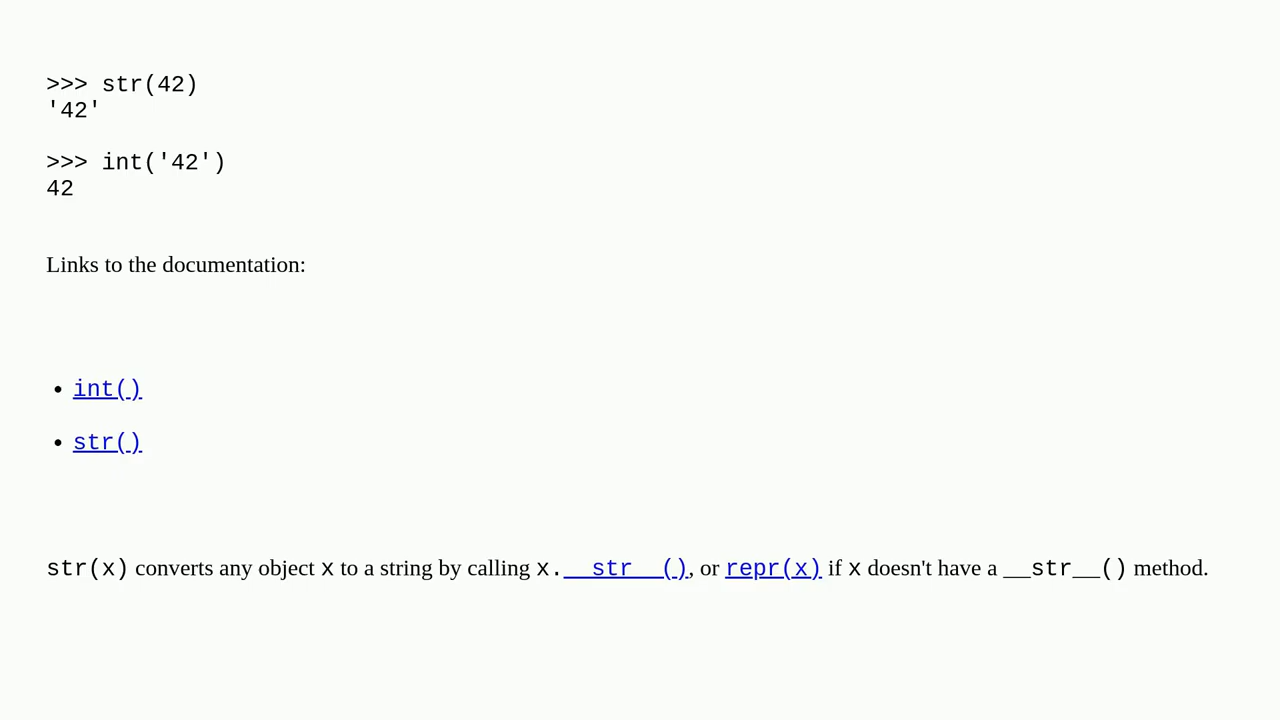 >>> str(42)
'42'
>>> int('42')
42
Links to the documentation:
• int()
• str()
str(x) converts any object x to a string by calling x.__str__(), or repr(x) if x doesn't have a __str__() method.